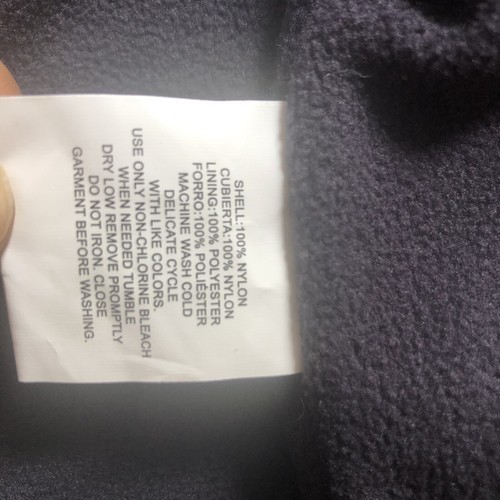 SHELL:100% NYLON
CUBIERTA:100% NYLON
LINING:100% POLYESTER
FORRO:100% POLIÉSTER
MACHINE WASH COLD
DELICATE CYCLE
WITH LIKE COLORS.
USE ONLY NON-CHLORINE BLEACH
WHEN NEEDED TUMBLE
DRY LOW REMOVE PROMPTLY
DO NOT IRON. CLOSE
GARMENT BEFORE WASHING.